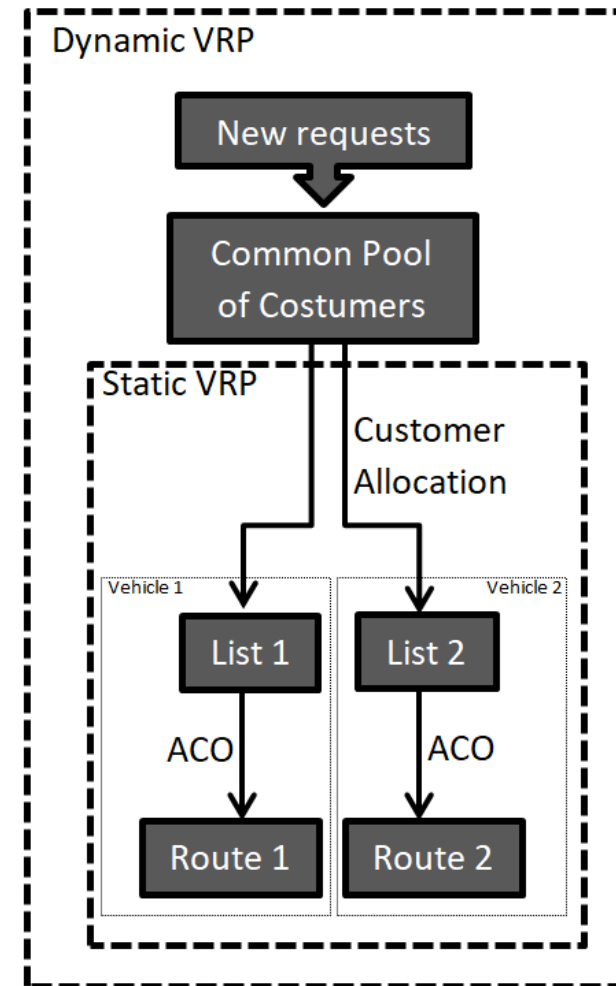 Dynamic VRP
New requests
Common Pool
of Costumers
Static VRP
Customer
Allocation
Vehicle 1
Vehicle 2
List 1
List 2
ACO
ACO
Route 1
Route 2